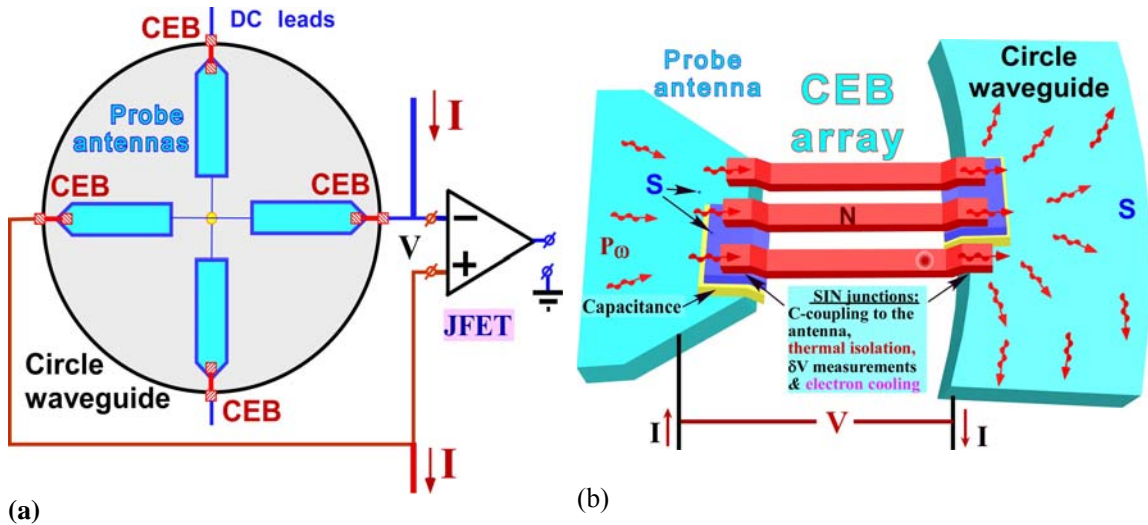 CEB
DC leads
I
Probe
antennas
CEB
CEB
V
−
+
JFET
Circle
waveguide
CEB
I
(a)
Probe
antenna
CEB
array
Circle
waveguide
S
N
S
Pω
Capacitance
SIN junctions:
C-coupling to the
antenna,
thermal isolation,
δV measurements
& electron cooling
I
V
I
(b)